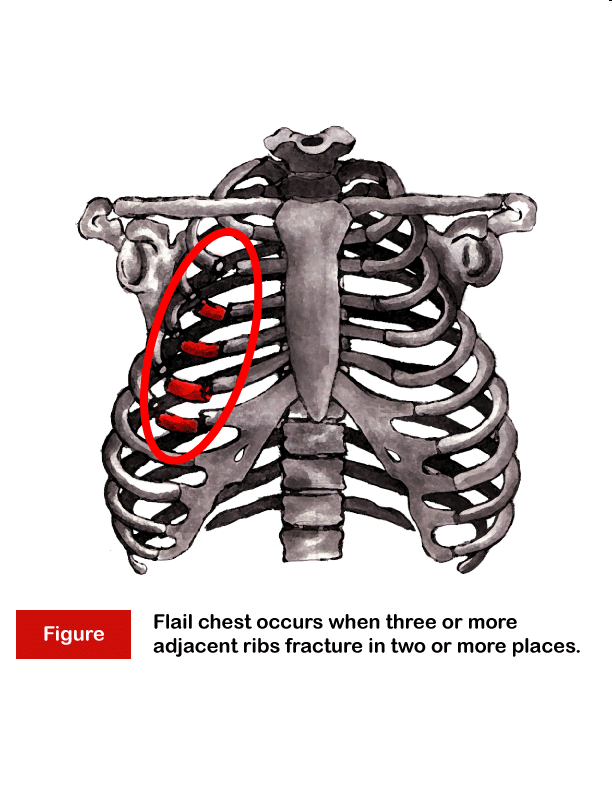 Figure
Flail chest occurs when three or more
adjacent ribs fracture in two or more places.